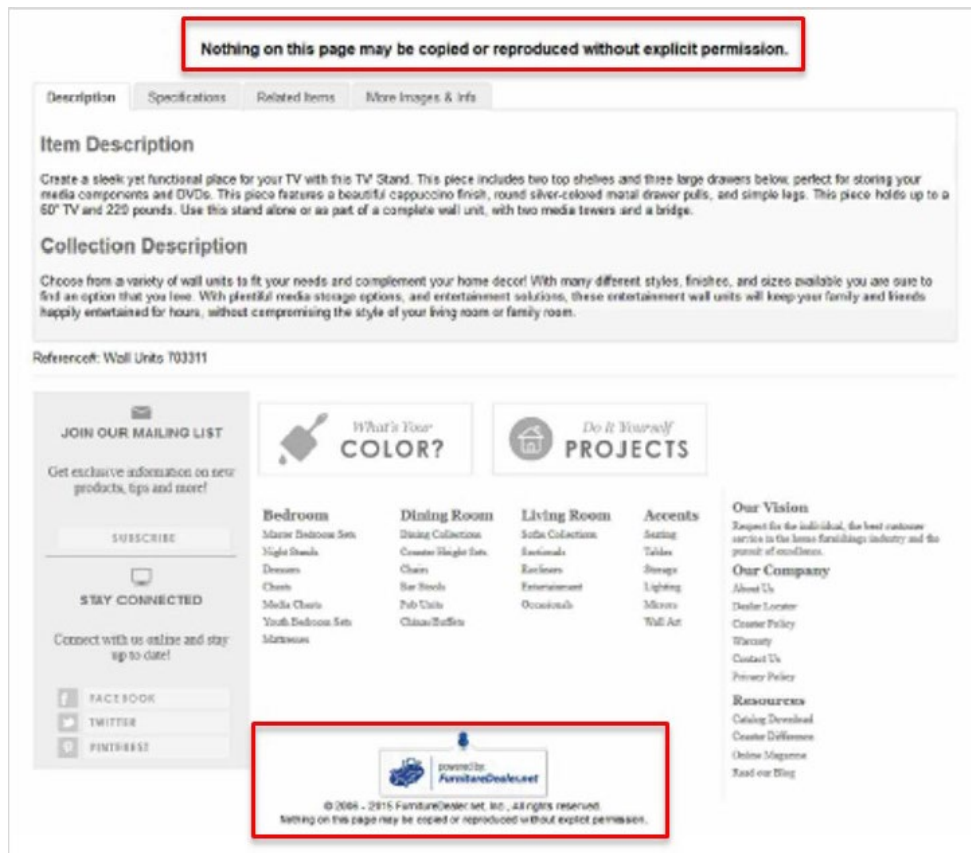 Nothing on this page may be copied or reproduced without explicit permission.
Description Specifications Related Items More Images & Info
Item Description
Create a sleek yet functional place for your TV with this TV Stand. This piece includes two top shelves and three large drawers below, perfect for storing your
media components and DVDs. This piece features a beautiful cappuccino finish, round silver-colored metal drawer pulls, and simple legs. This piece holds up to a
60" TV and 220 pounds. Use this stand alone or as part of a complete wall unit, with two media towers and a bridge.
Collection Description
Choose from a variety of wall units to fit your needs and complement your home decor! With many different styles, finishes, and sizes available you are sure to
find an option that you love. With plentiful media storage options, and entertainment solutions, these entertainment wall units will keep your family and friends
happily entertained for hours, without compromising the style of your living room or family room.
Reference#: Wall Units 703311
JOIN OUR MAILING LIST
Get exclusive information on new
products, tips and more!
SUBSCRIBE
STAY CONNECTED
Connect with us online and stay
up to date!
FACEBOOK
TWITTER
PINTEREST
What's Your
COLOR?
Do It Yourself
PROJECTS
Bedroom
Master Bedroom Sets
Night Stands
Dressers
Chests
Media Chests
Youth Bedroom Sets
Mattresses
Dining Room
Dining Collections
Counter Height Sets
Chairs
Bar Stools
Pub Units
Chinas/Buffets
Living Room
Sofa Collections
Sectionals
Recliners
Entertainment
Occasionals
Accents
Seating
Tables
Storage
Lighting
Mirrors
Wall Art
Our Vision
Respect for the individual, the best customer
service in the home furnishings industry and the
pursuit of excellence.
Our Company
About Us
Dealer Locator
Coaster Policy
Warranty
Contact Us
Privacy Policy
Resources
Catalog Download
Coaster Difference
Online Magazine
Read our Blog
powered by
FurnitureDealer.net
© 2006 - 2015 FurnitureDealer.net, Inc., All rights reserved.
Nothing on this page may be copied or reproduced without explicit permission.